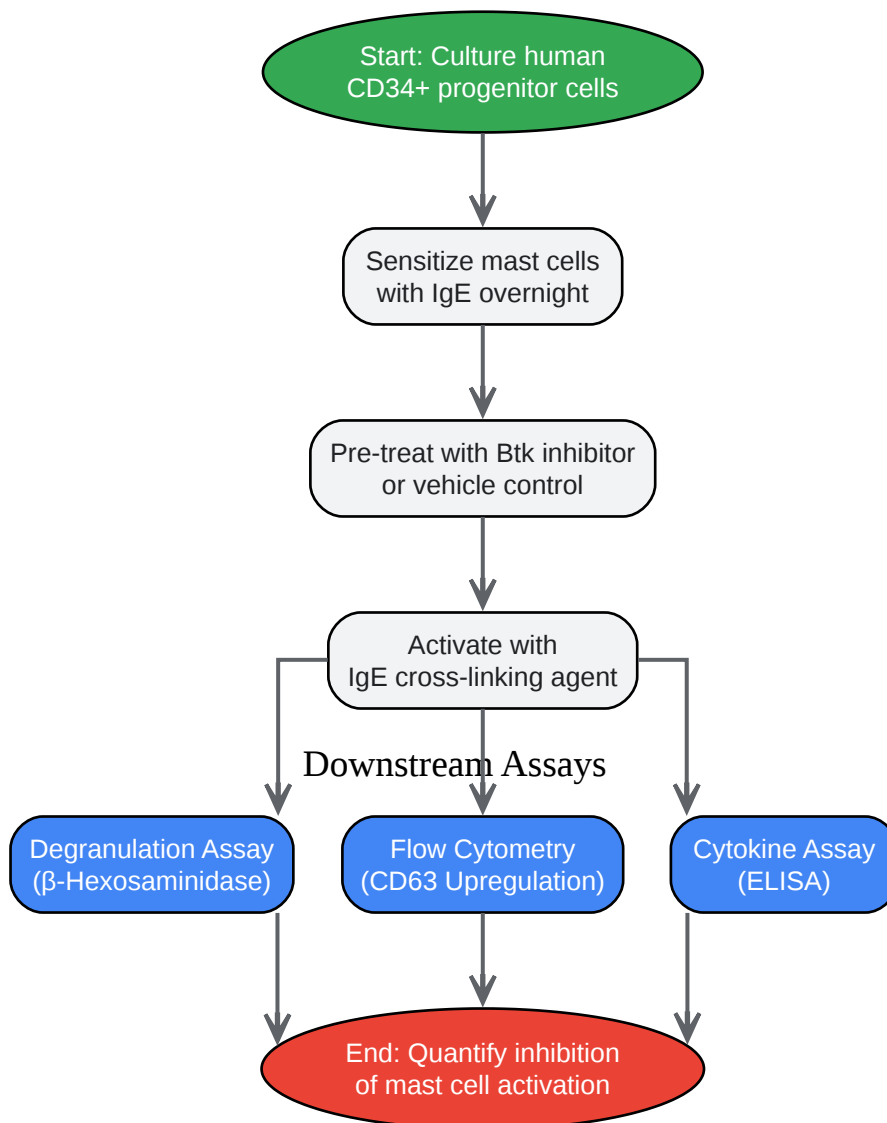 Start: Culture human
CD34+ progenitor cells
Sensitize mast cells
with IgE overnight
Pre-treat with Btk inhibitor
or vehicle control
Activate with
IgE cross-linking agent
Downstream Assays
Degranulation Assay
(β-Hexosaminidase)
Flow Cytometry
(CD63 Upregulation)
Cytokine Assay
(ELISA)
End: Quantify inhibition
of mast cell activation